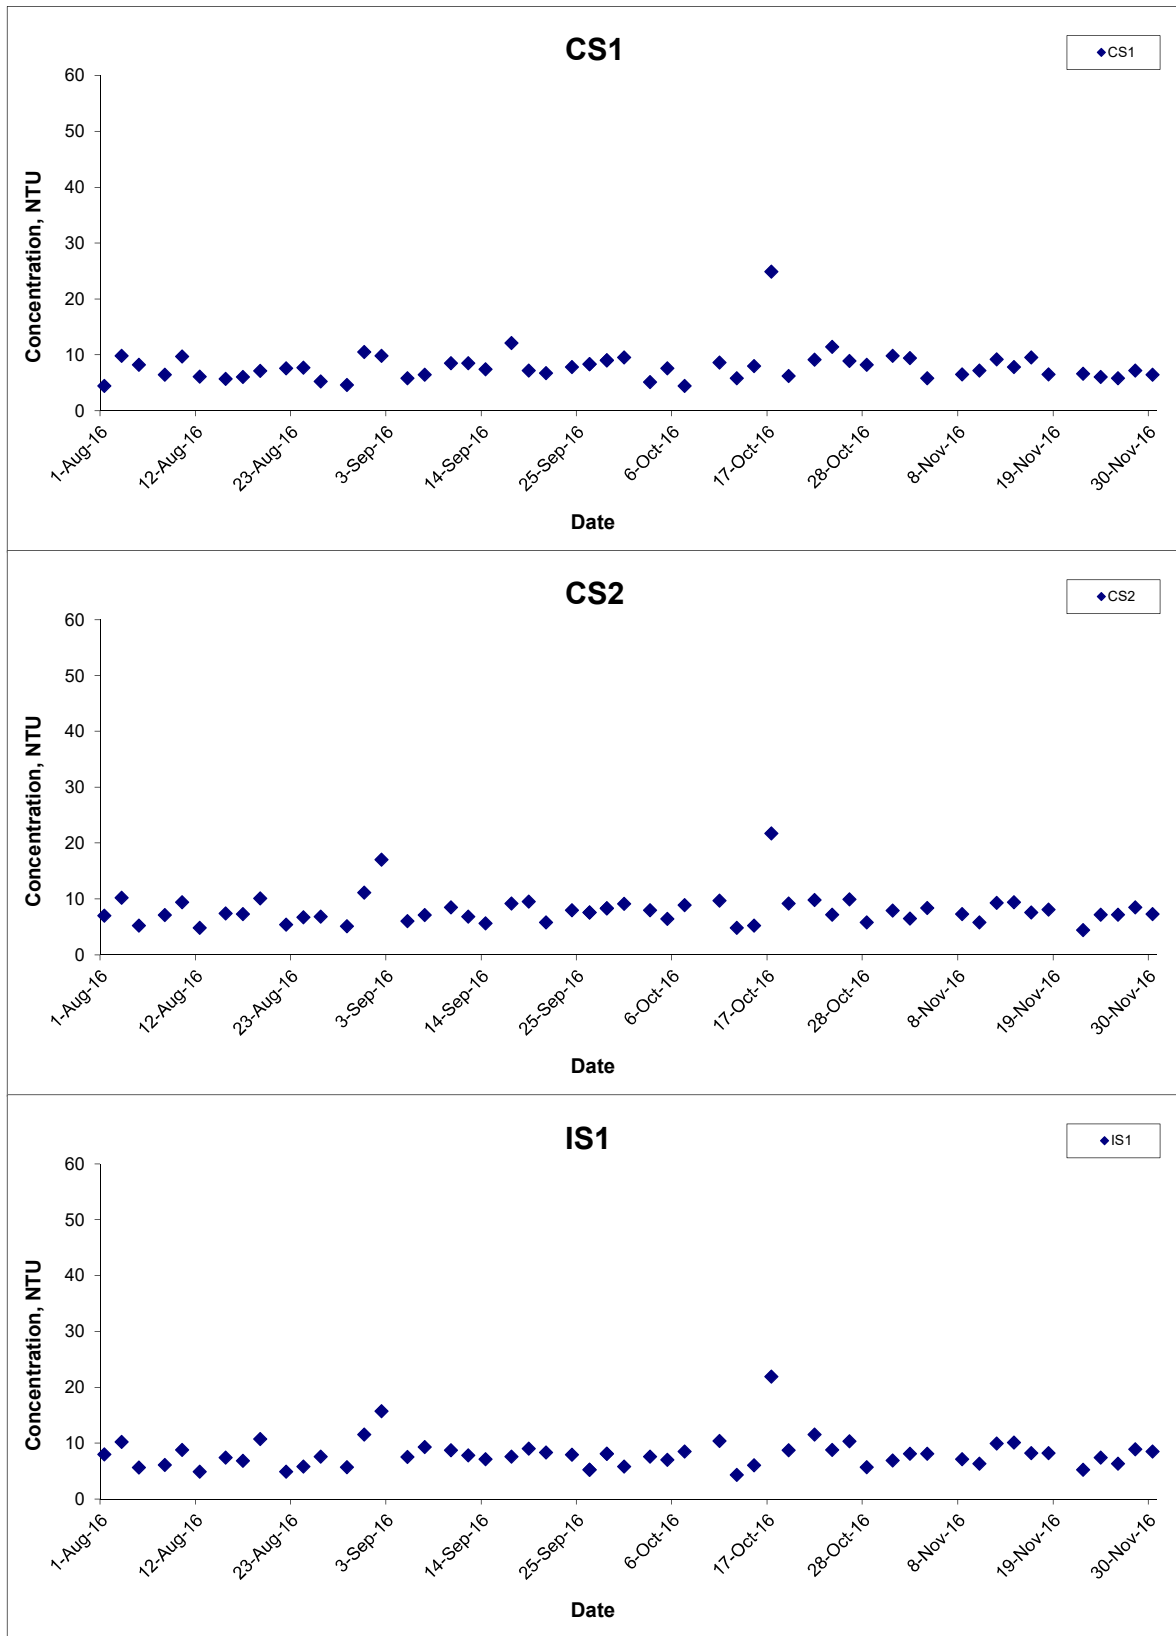 CS1
CS1
60
50
40
30
20
10
0
Concentration, NTU
1-Aug-16
12-Aug-16
23-Aug-16
3-Sep-16
14-Sep-16
25-Sep-16
6-Oct-16
17-Oct-16
28-Oct-16
8-Nov-16
19-Nov-16
30-Nov-16
Date
CS2
CS2
60
50
40
30
20
10
0
Concentration, NTU
1-Aug-16
12-Aug-16
23-Aug-16
3-Sep-16
14-Sep-16
25-Sep-16
6-Oct-16
17-Oct-16
28-Oct-16
8-Nov-16
19-Nov-16
30-Nov-16
Date
IS1
IS1
60
50
40
30
20
10
0
Concentration, NTU
1-Aug-16
12-Aug-16
23-Aug-16
3-Sep-16
14-Sep-16
25-Sep-16
6-Oct-16
17-Oct-16
28-Oct-16
8-Nov-16
19-Nov-16
30-Nov-16
Date